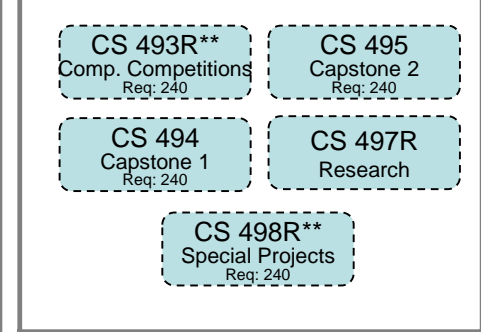 CS 493R**
Comp. Competitions
Req: 240
CS 495
Capstone 2
Req: 240
CS 494
Capstone 1
Req: 240
CS 497R
Research
CS 498R**
Special Projects
Req: 240